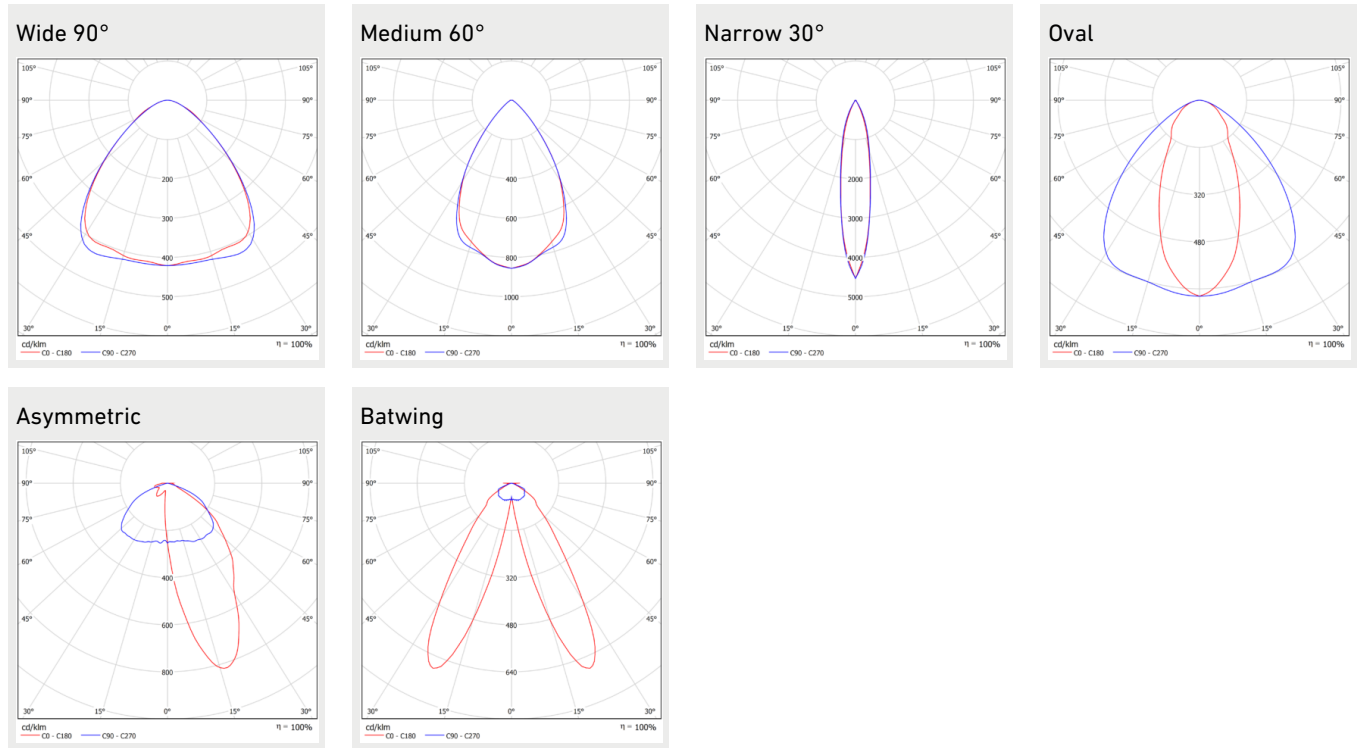 Wide 90°
105° 105°
90° 90°
75° 75°
200
60° 60°
300
45° 45°
400
500
30° 15° 0° 15° 30°
cd/klm η = 100%
C0 - C180 C90 - C270
Medium 60°
105° 105°
90° 90°
75° 75°
400
60° 60°
600
45° 45°
800
1000
30° 15° 0° 15° 30°
cd/klm η = 100%
C0 - C180 C90 - C270
Narrow 30°
105° 105°
90° 90°
75° 75°
2000
60° 60°
3000
45° 45°
4000
5000
30° 15° 0° 15° 30°
cd/klm η = 100%
C0 - C180 C90 - C270
Oval
105° 105°
90° 90°
75° 75°
60° 60°
320
45° 45°
480
30° 15° 0° 15° 30°
cd/klm η = 100%
C0 - C180 C90 - C270
Asymmetric
105° 105°
90° 90°
75° 75°
60° 60°
400
45° 45°
600
800
30° 15° 0° 15° 30°
cd/klm η = 100%
C0 - C180 C90 - C270
Batwing
105° 105°
90° 90°
75° 75°
60° 60°
320
45° 45°
480
640
30° 15° 0° 15° 30°
cd/klm η = 100%
C0 - C180 C90 - C270